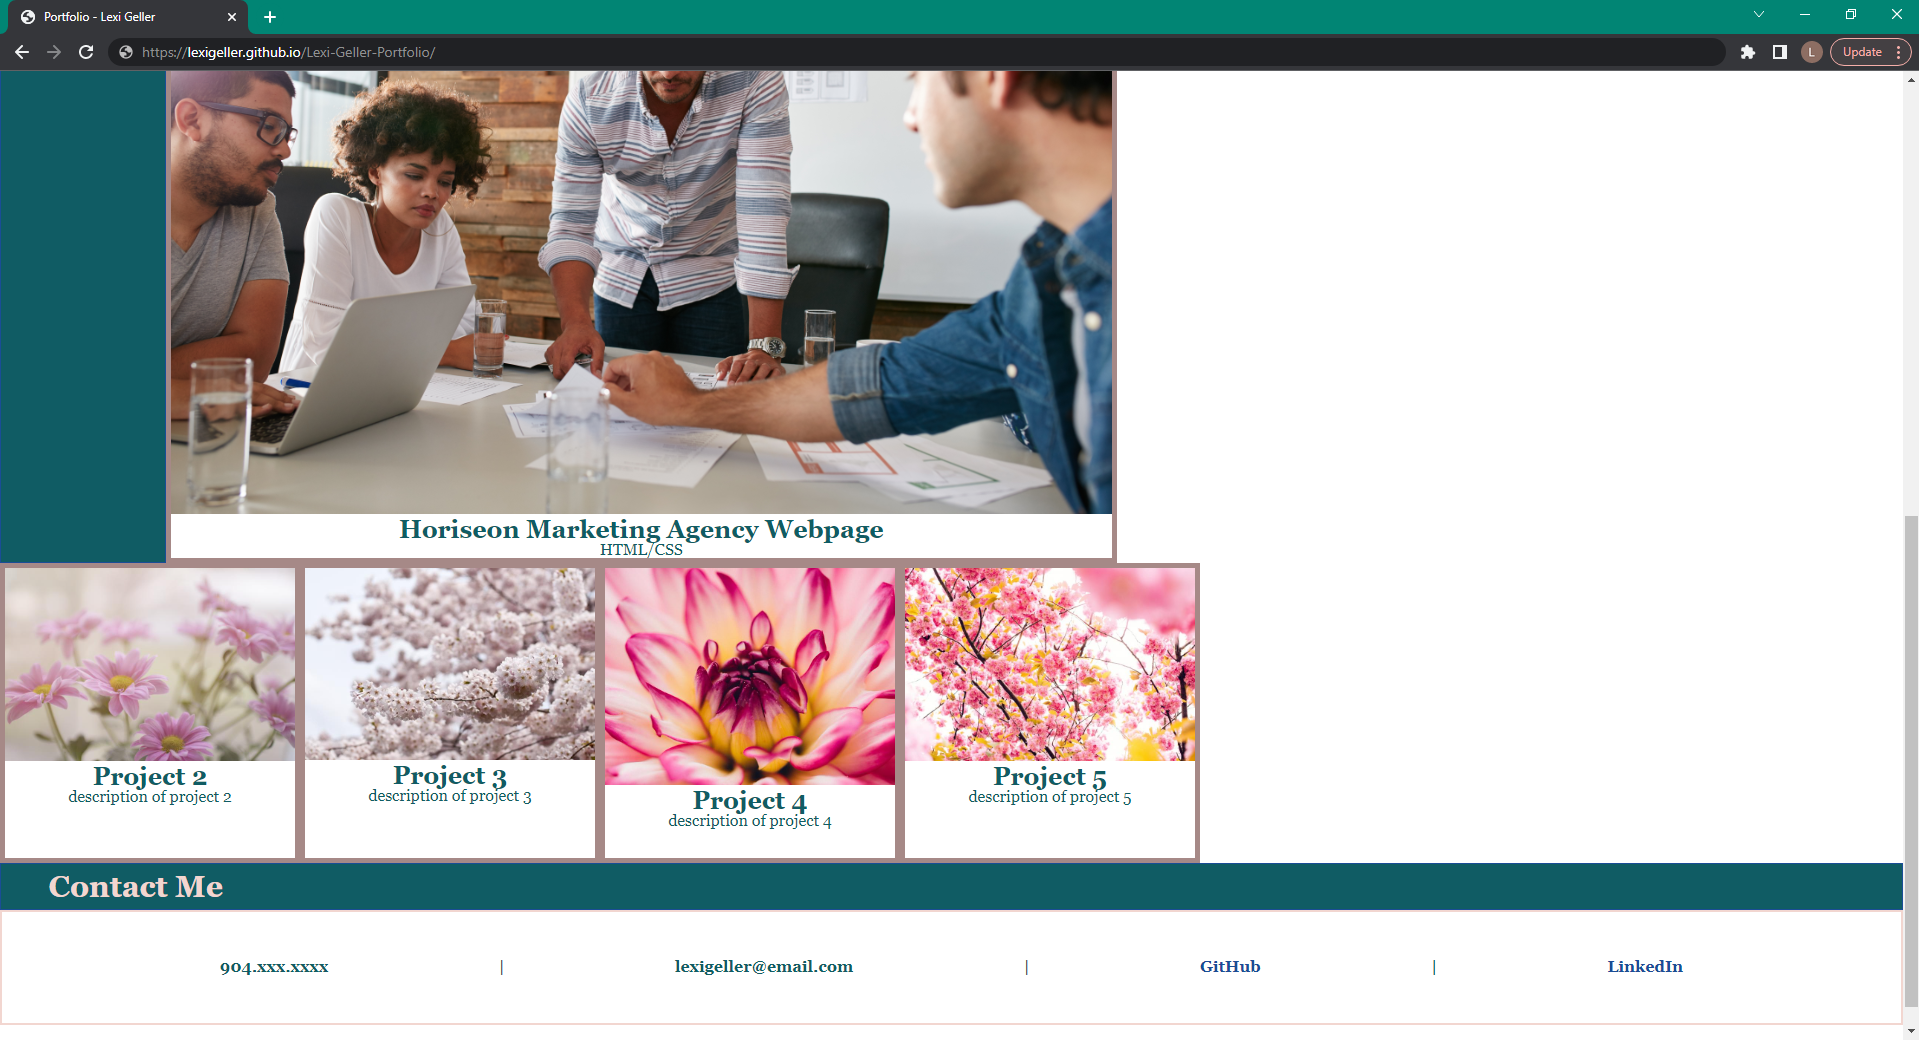 Portfolio - Lexi Geller
https://lexigeller.github.io/Lexi-Geller-Portfolio/
L
Update
Horiseon Marketing Agency Webpage
HTML/CSS
Project 2
description of project 2
Project 3
description of project 3
Project 4
description of project 4
Project 5
description of project 5
Contact Me
904.xxx.xxxx | lexigeller@email.com | GitHub | LinkedIn